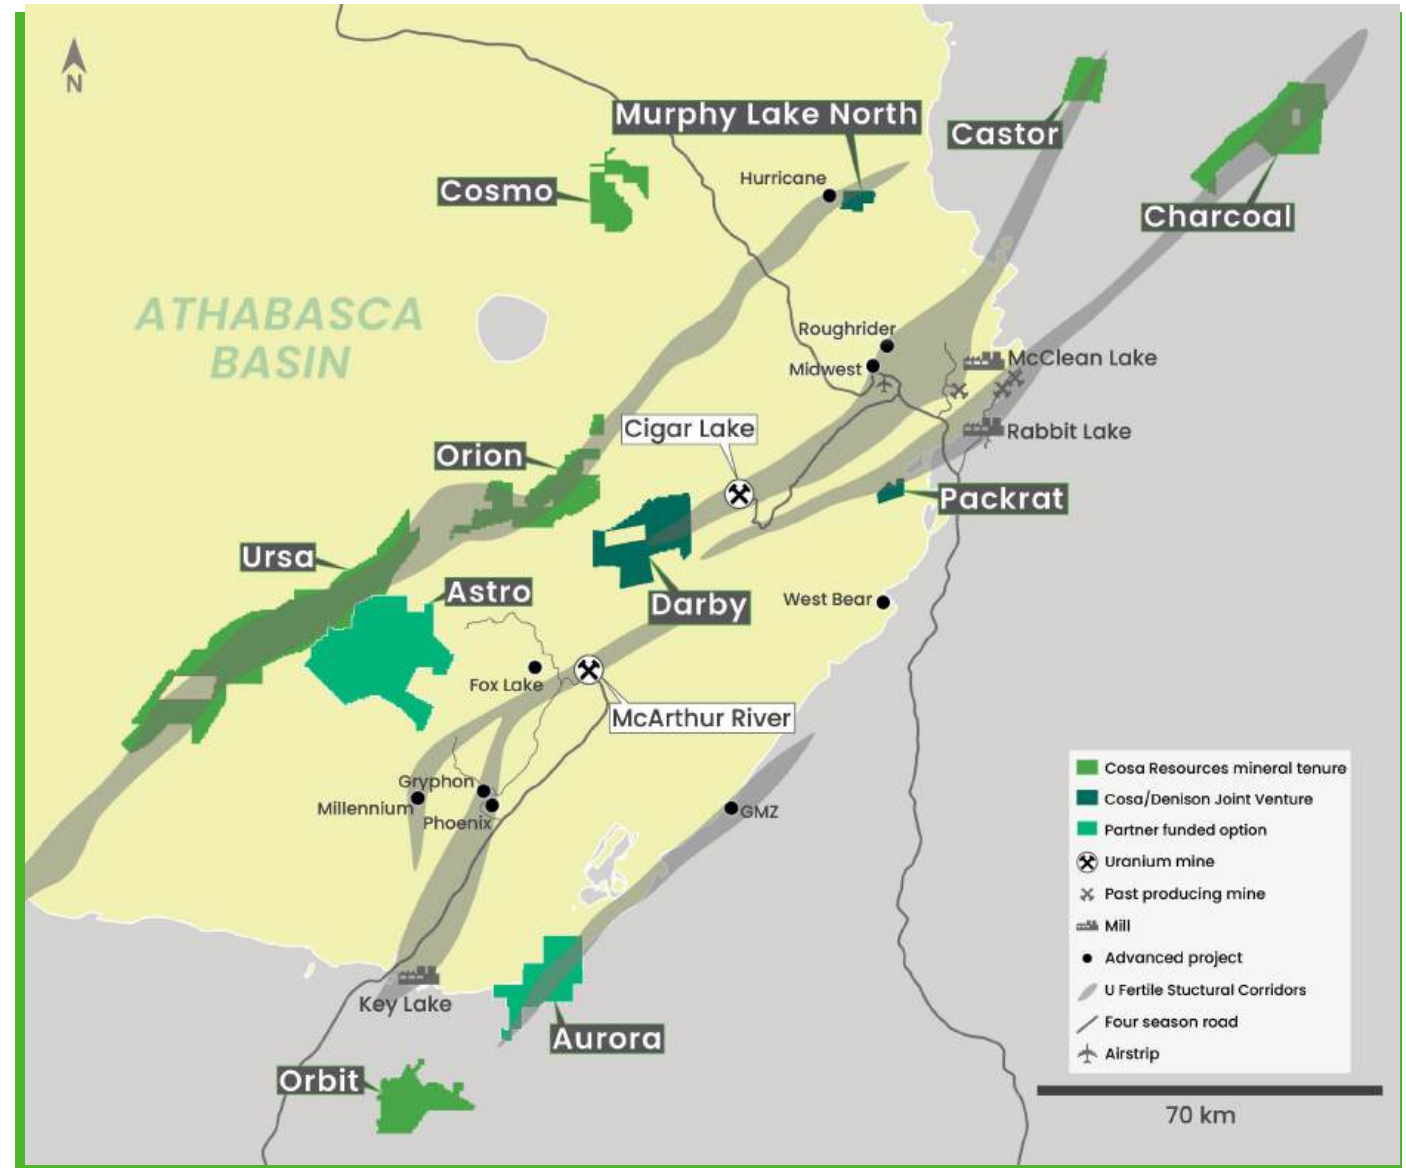 N
Murphy Lake North
Castor
Hurricane
Cosmo
Charcoal
ATHABASCA
BASIN
Roughrider
McClean Lake
Midwest
Cigar Lake
Rabbit Lake
Orion
Packrat
Ursa
Astro
Darby
West Bear
Fox Lake
McArthur River
Gryphon
Millennium
Phoenix
GMZ
Cosa Resources mineral tenure
Cosa/Denison Joint Venture
Partner funded option
Uranium mine
Past producing mine
Mill
Advanced project
U Fertile Stuctural Corridors
Four season road
Airstrip
Key Lake
Aurora
Orbit
70 km